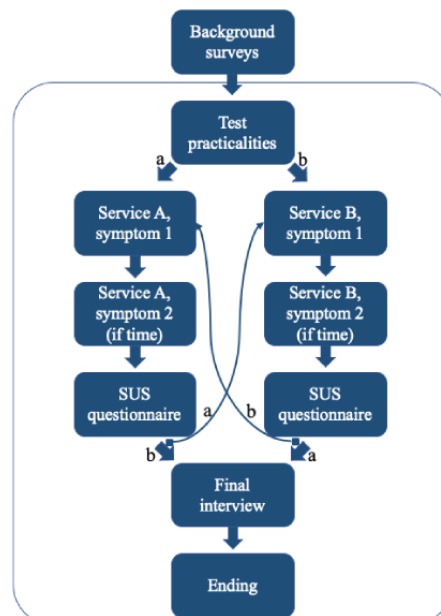 Background
surveys
Test
practicalities
a
b
Service A,
symptom 1
Service B,
symptom 1
Service A,
symptom 2
(if time)
Service B,
symptom 2
(if time)
SUS
questionnaire
SUS
questionnaire
a
b
b
a
Final
interview
Ending